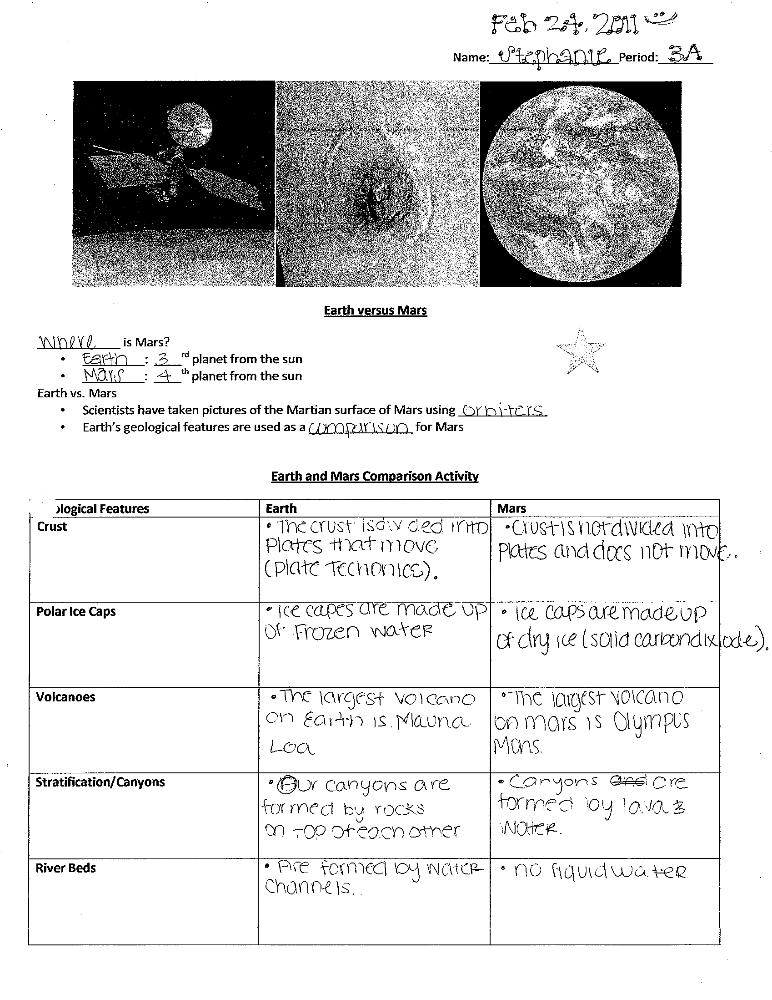 Feb 24, 2011
Name: Stephanie Period: 3A
Earth versus Mars
Where is Mars?
• Earth : 3 rd planet from the sun
• Mars : 4 th planet from the sun
Earth vs. Mars
• Scientists have taken pictures of the Martian surface of Mars using orbiters
• Earth's geological features are used as a comparison for Mars
Earth and Mars Comparison Activity
ological Features Earth Mars
Crust
• The crust is divided into
Plates that move
(Plate Techonics).
• Crust is not divided into
Plates and does not move.
Polar Ice Caps
• Ice capes are made up
of Frozen water
• Ice caps are made up
of dry ice (solid carbon dixiode).
Volcanoes
• The largest volcano
on Earth is Mauna
Loa.
• The largest volcano
on mars is Olympus
Mons.
Stratification/Canyons
• Our canyons are
formed by rocks
on top of each other
• Canyons and are
formed by lava &
water.
River Beds
• Are formed by water
channels..
• no liquid water